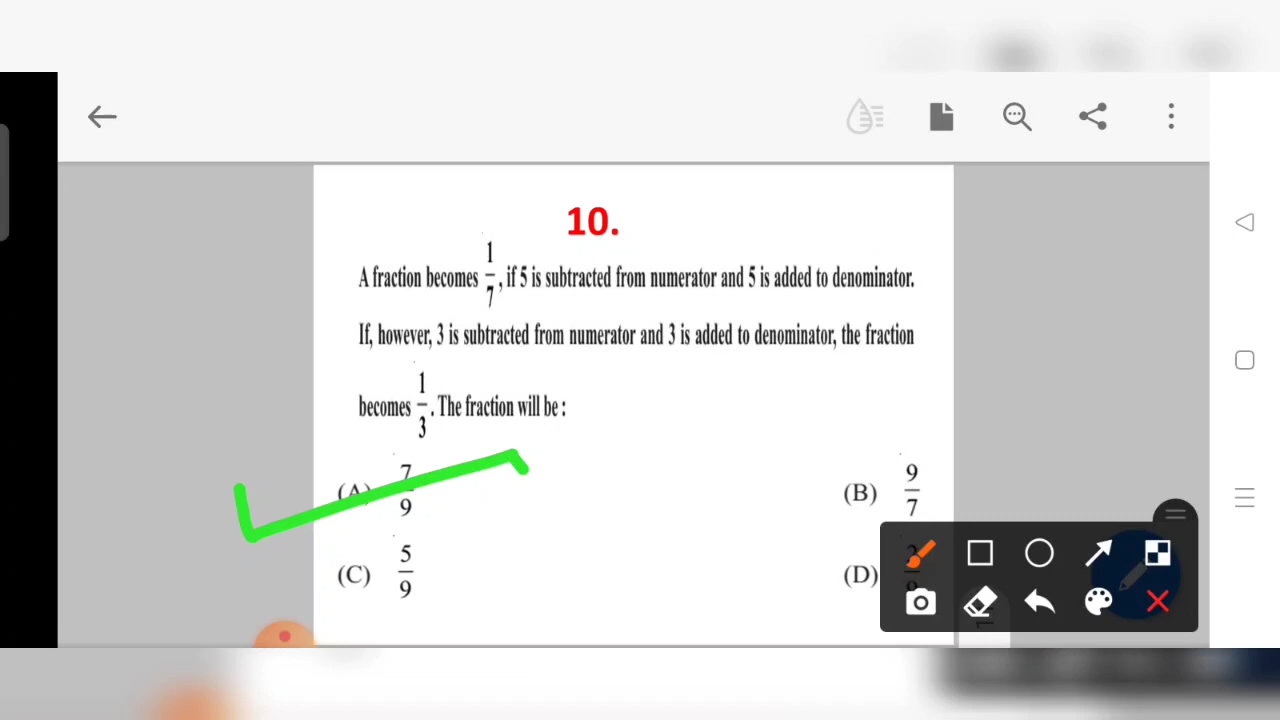 10.
A fraction becomes 1/7, if 5 is subtracted from numerator and 5 is added to denominator.
If, however, 3 is subtracted from numerator and 3 is added to denominator, the fraction
becomes 1/3. The fraction will be :
(A) 7/9 (B) 9/7
(C) 5/9 (D)